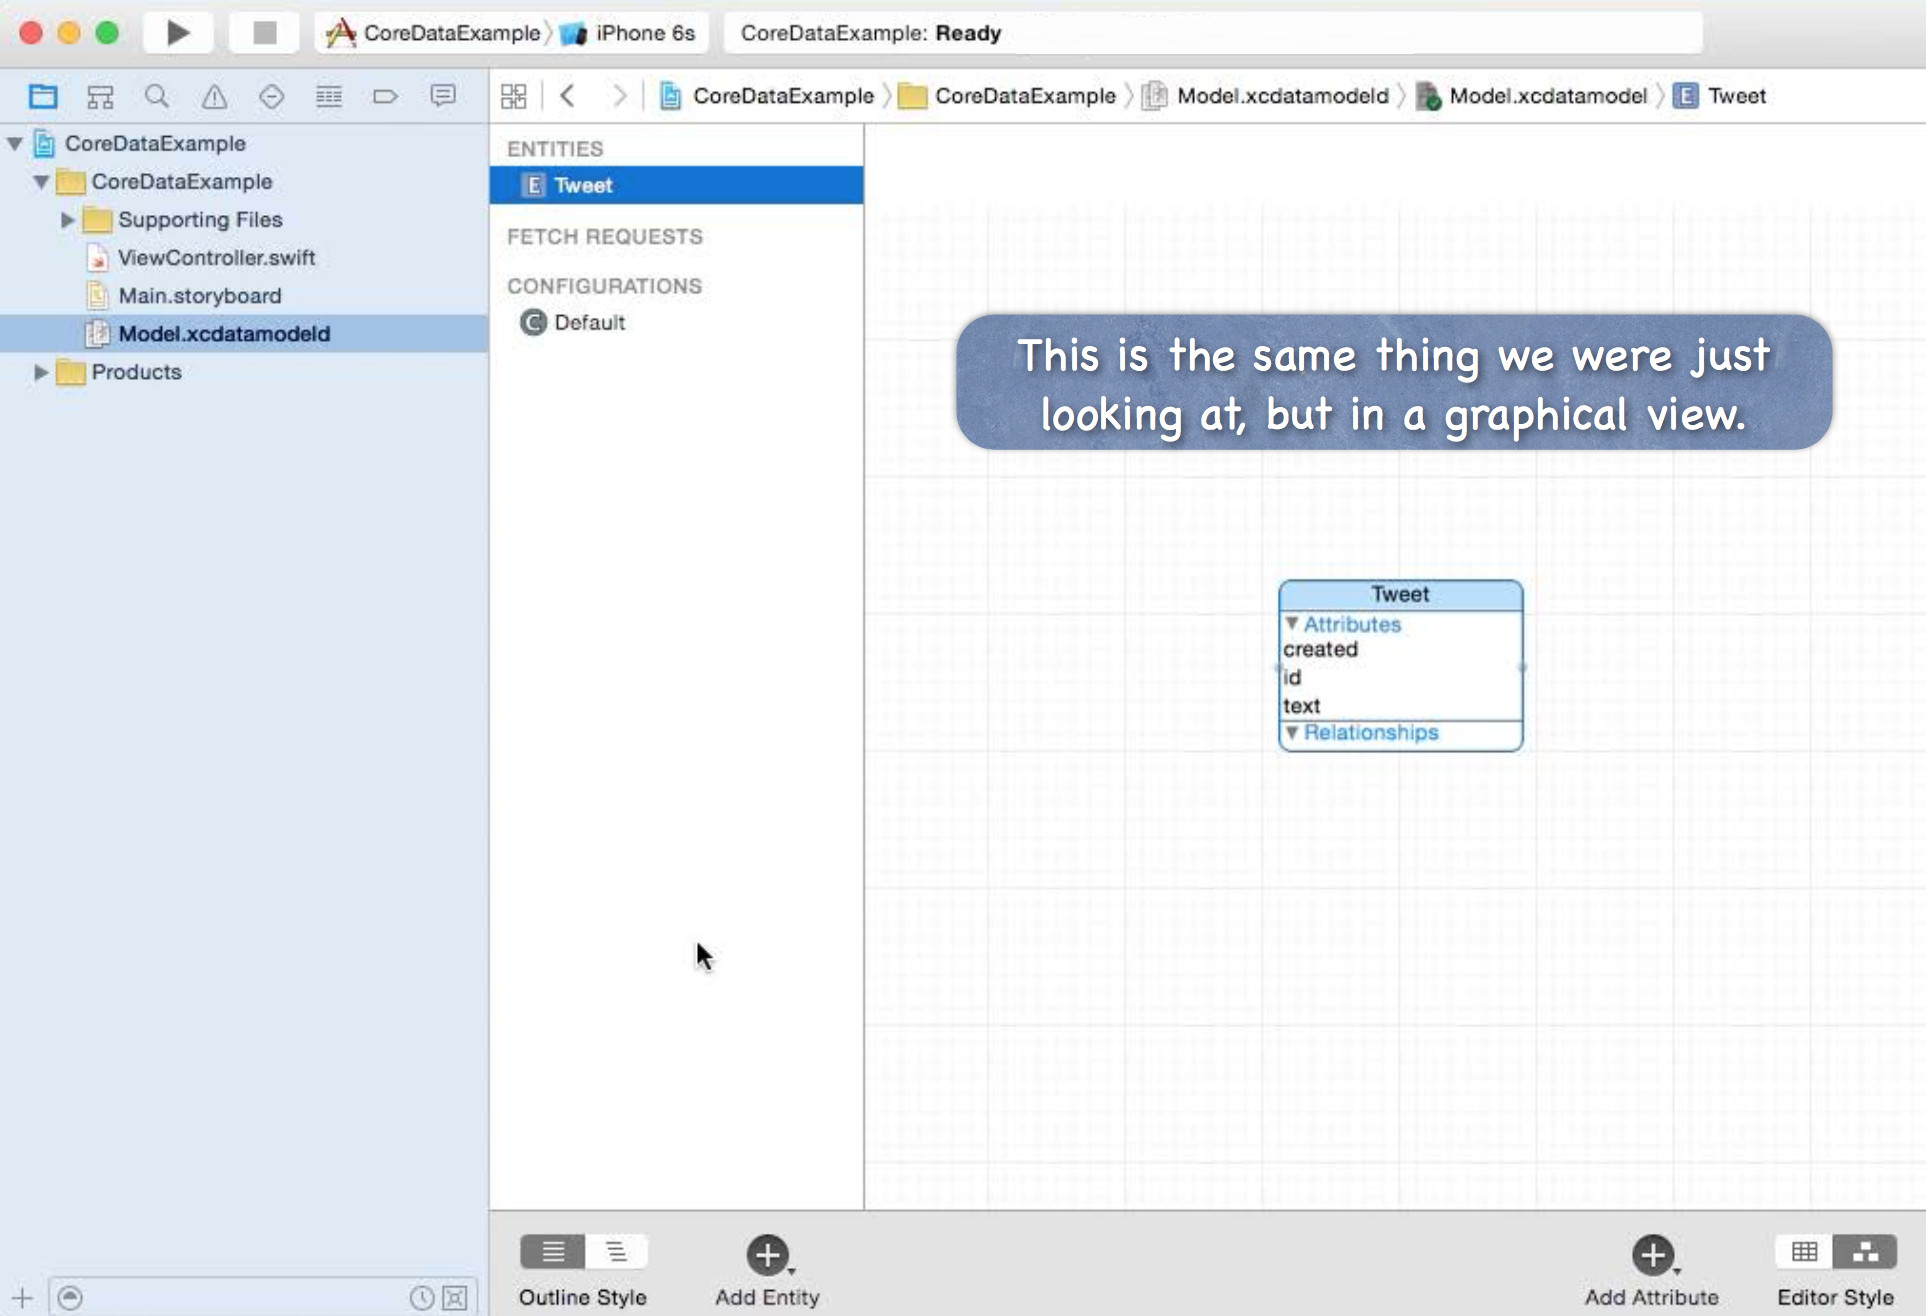 CoreDataExample
iPhone 6s
CoreDataExample: Ready
CoreDataExample
CoreDataExample
Model.xcdatamodeld
Model.xcdatamodel
E Tweet
CoreDataExample
CoreDataExample
Supporting Files
ViewController.swift
Main.storyboard
Model.xcdatamodeld
Products
ENTITIES
E Tweet
FETCH REQUESTS
CONFIGURATIONS
C Default
This is the same thing we were just
looking at, but in a graphical view.
Tweet
Attributes
created
id
text
Relationships
Outline Style
Add Entity
Add Attribute
Editor Style